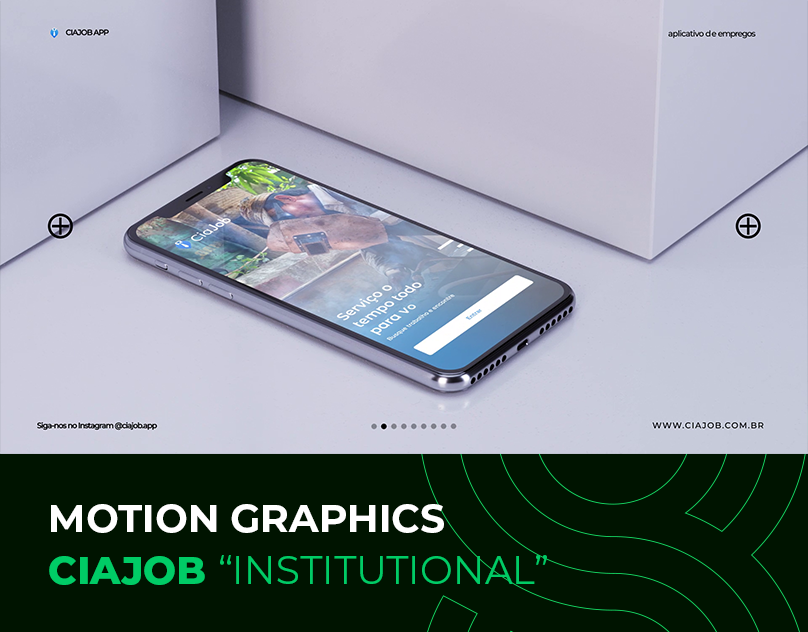 CIAJOB APP
aplicativo de empregos
CiaJob
Serviço o
tempo todo
para vo
Busque trabalho e encontre
Entrar
Siga-nos no Instagram @ciajob.app
WWW.CIAJOB.COM.BR
MOTION GRAPHICS
CIAJOB “INSTITUTIONAL”